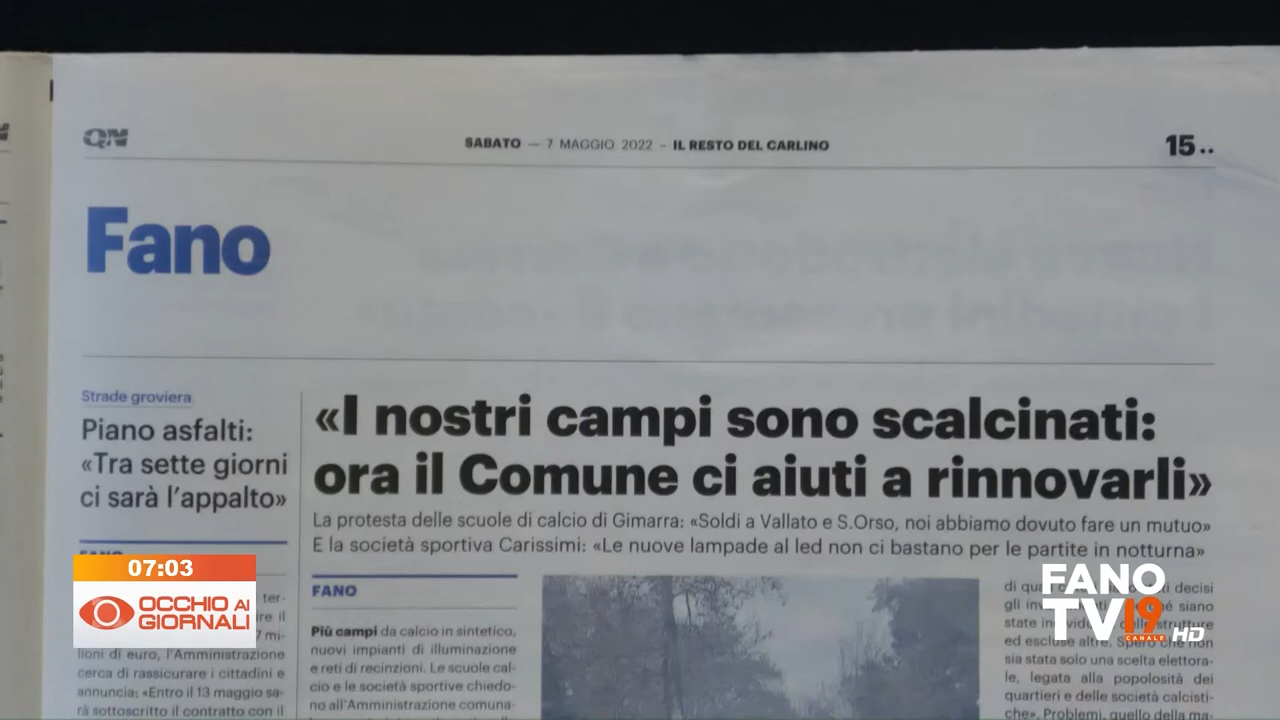 QN
SABATO — 7 MAGGIO 2022 – IL RESTO DEL CARLINO
15..
Fano
Strade groviera
Piano asfalti:
«Tra sette giorni
ci sarà l'appalto»
«I nostri campi sono scalcinati:
ora il Comune ci aiuti a rinnovarli»
La protesta delle scuole di calcio di Gimarra: «Soldi a Vallato e S.Orso, noi abbiamo dovuto fare un mutuo»
E la società sportiva Carissimi: «Le nuove lampade al led non ci bastano per le partite in notturna»
lioni di euro, l'Amministrazione
cerca di rassicurare i cittadini e
annuncia: «Entro il 13 maggio sa-
rà sottoscritto il contratto con il
FANO
Più campi da calcio in sintetico,
nuovi impianti di illuminazione
e reti di recinzioni. Le scuole cal-
cio e le società sportive chiedo-
no all'Amministrazione comuna-
di decisi
gli siano
state strutture
ed escluse altre. Spero che non
sia stata solo una scelta elettora-
le, legata alla popolosità dei
quartieri e delle società calcisti-
che». Problemi, quello della ma-
07:03
OCCHIO AI
GIORNALI
FANO
TV19
CANALE HD